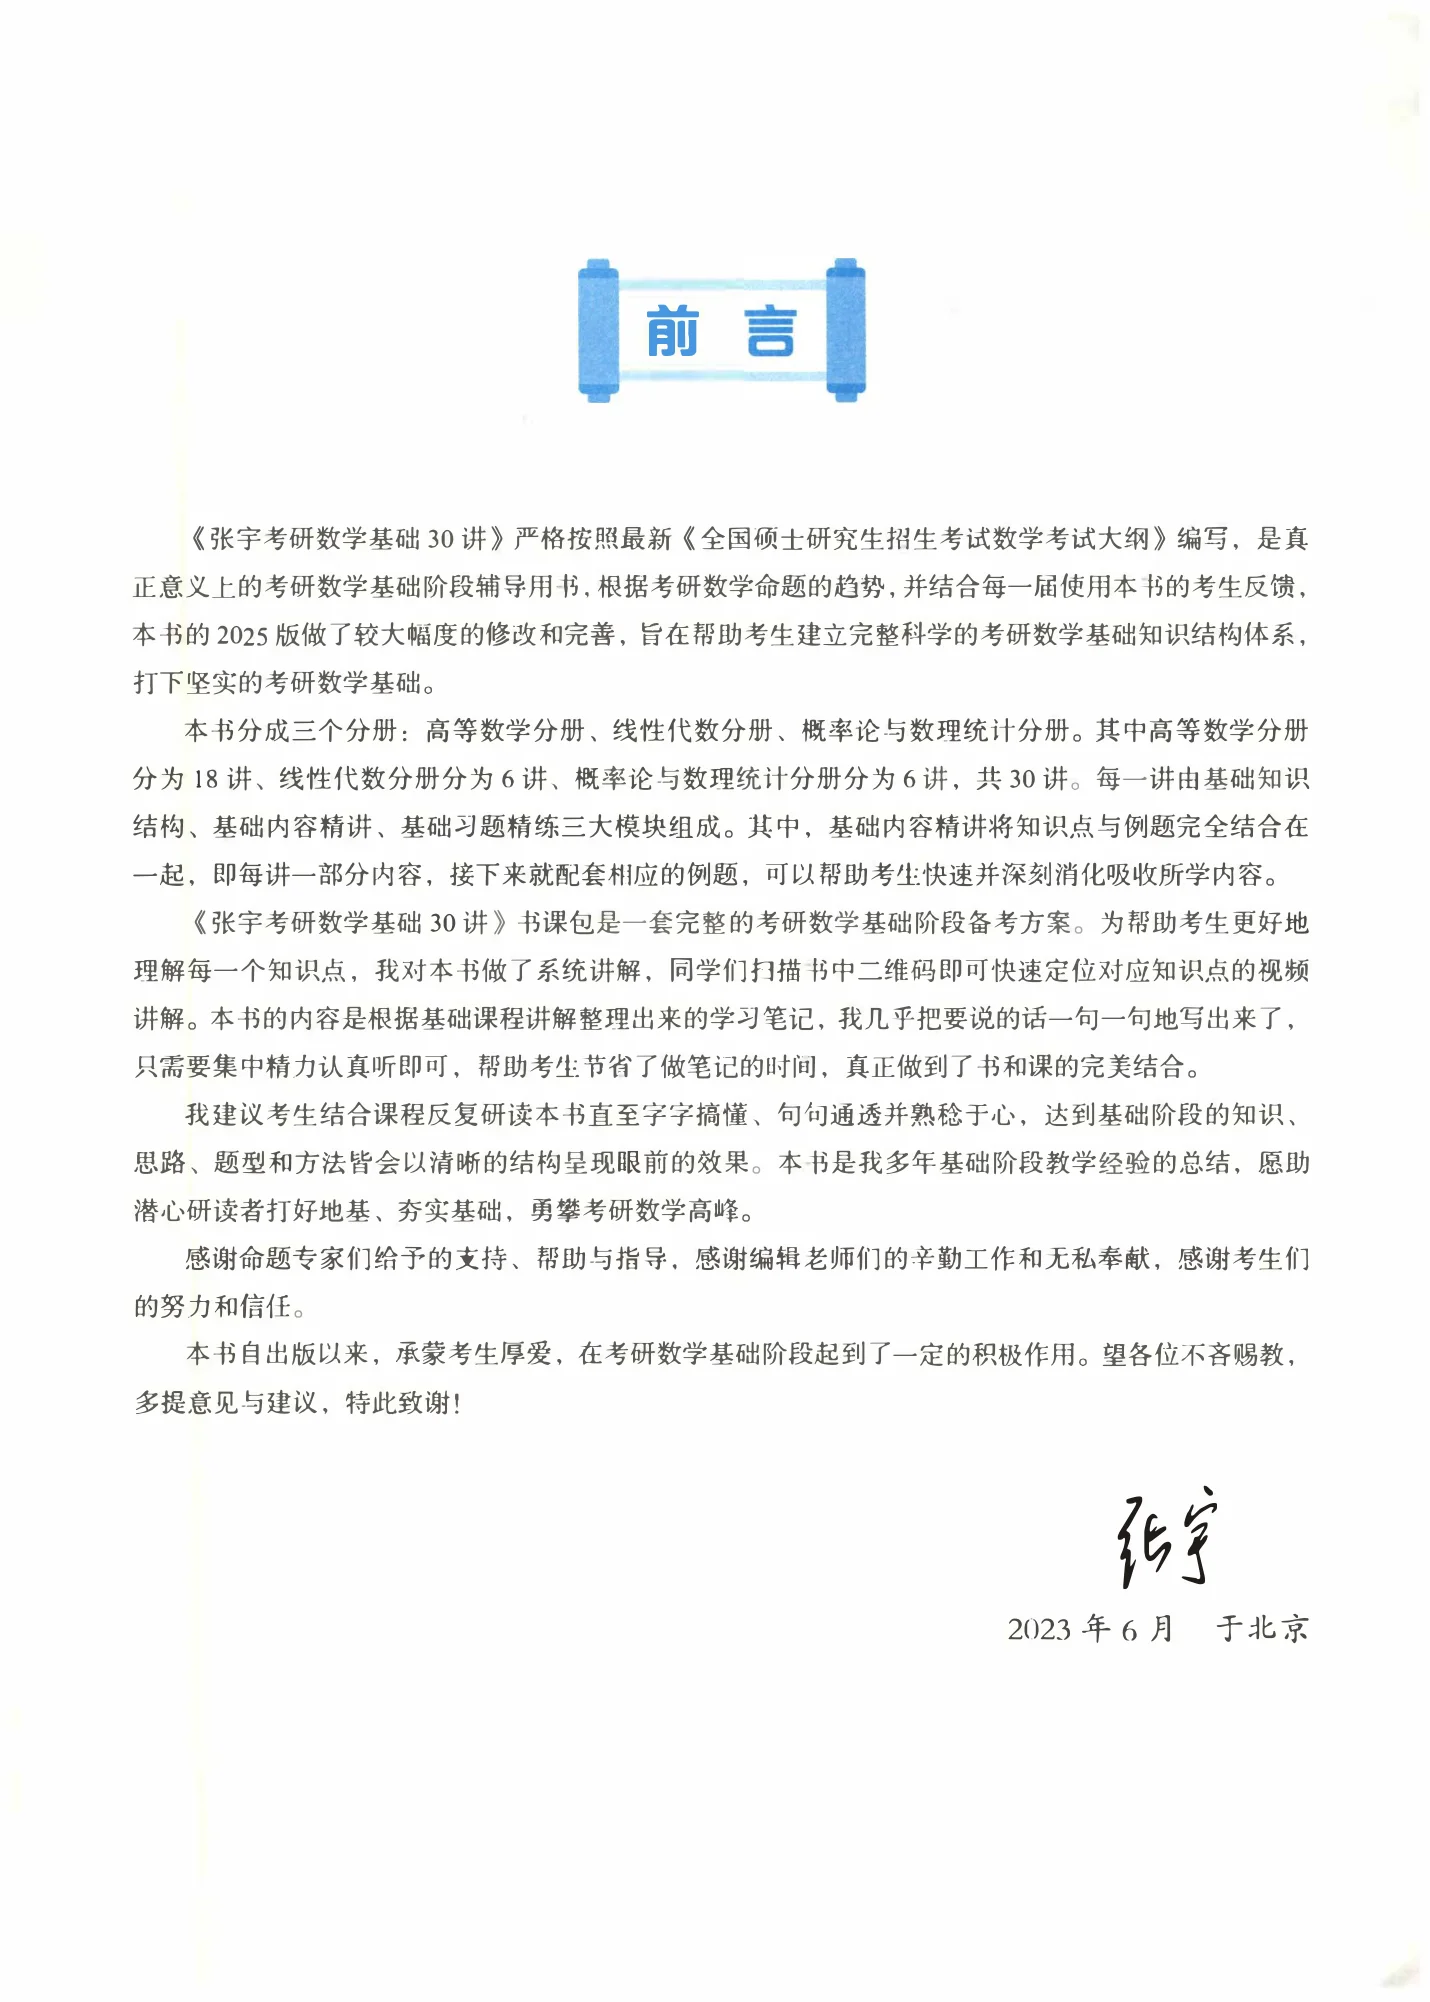 前 言
《张宇考研数学基础 30 讲》严格按照最新《全国硕士研究生招生考试数学考试大纲》编写，是真
正意义上的考研数学基础阶段辅导用书，根据考研数学命题的趋势，并结合每一届使用本书的考生反馈，
本书的 2025 版做了较大幅度的修改和完善，旨在帮助考生建立完整科学的考研数学基础知识结构体系，
打下坚实的考研数学基础。
本书分成三个分册：高等数学分册、线性代数分册、概率论与数理统计分册。其中高等数学分册
分为 18 讲、线性代数分册分为 6 讲、概率论与数理统计分册分为 6 讲，共 30 讲。每一讲由基础知识
结构、基础内容精讲、基础习题精练三大模块组成。其中，基础内容精讲将知识点与例题完全结合在
一起，即每讲一部分内容，接下来就配套相应的例题，可以帮助考生快速并深刻消化吸收所学内容。
《张宇考研数学基础 30 讲》书课包是一套完整的考研数学基础阶段备考方案。为帮助考生更好地
理解每一个知识点，我对本书做了系统讲解，同学们扫描书中二维码即可快速定位对应知识点的视频
讲解。本书的内容是根据基础课程讲解整理出来的学习笔记，我几乎把要说的话一句一句地写出来了，
只需要集中精力认真听即可，帮助考生节省了做笔记的时间，真正做到了书和课的完美结合。
我建议考生结合课程反复研读本书直至字字搞懂、句句通透并熟稔于心，达到基础阶段的知识、
思路、题型和方法皆会以清晰的结构呈现眼前的效果。本书是我多年基础阶段教学经验的总结，愿助
潜心研读者打好地基、夯实基础，勇攀考研数学高峰。
感谢命题专家们给予的支持、帮助与指导，感谢编辑老师们的辛勤工作和无私奉献，感谢考生们
的努力和信任。
本书自出版以来，承蒙考生厚爱，在考研数学基础阶段起到了一定的积极作用。望各位不吝赐教，
多提意见与建议，特此致谢！
张宇
2023 年 6 月 于北京